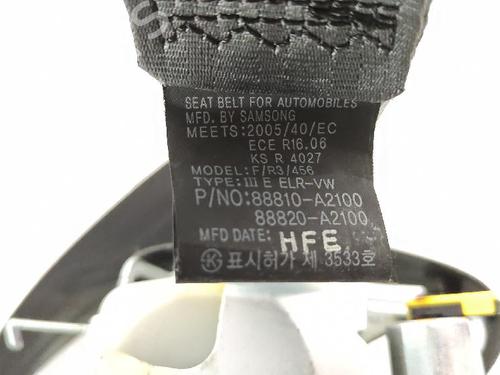 SEAT BELT FOR AUTOMOBILES
MFD. BY SAMSONG
MEETS:2005/40/EC
ECE R16.06
KS R 4027
MODEL:F/R3/456
TYPE:III E ELR-VW
P/NO:88810-A2100
88820-A2100
MFD DATE: HFE
K 표시허가 제 3533호